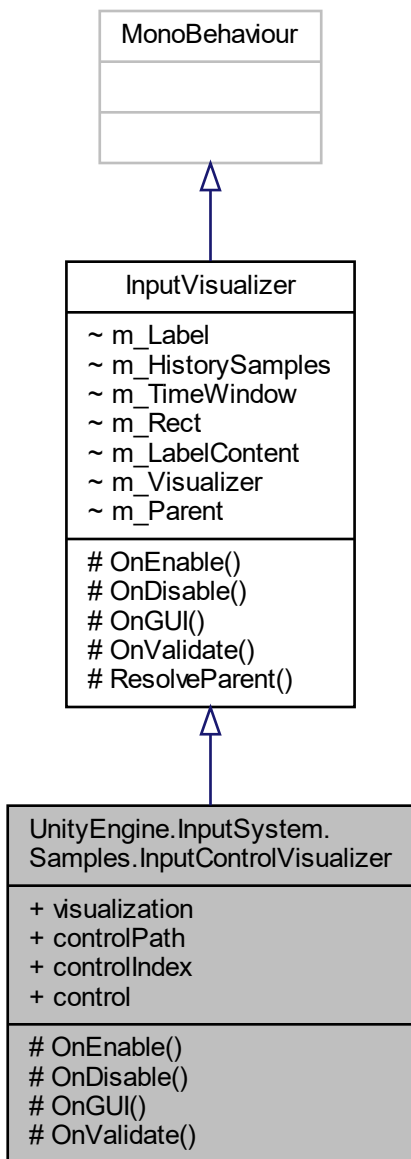 MonoBehaviour
InputVisualizer
~ m_Label
~ m_HistorySamples
~ m_TimeWindow
~ m_Rect
~ m_LabelContent
~ m_Visualizer
~ m_Parent
# OnEnable()
# OnDisable()
# OnGUI()
# OnValidate()
# ResolveParent()
UnityEngine.InputSystem.
Samples.InputControlVisualizer
+ visualization
+ controlPath
+ controlIndex
+ control
# OnEnable()
# OnDisable()
# OnGUI()
# OnValidate()